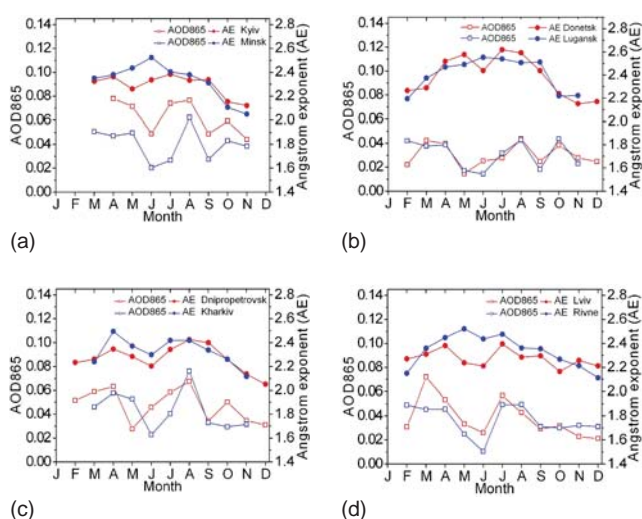 AOD865 AE Kyiv
AOD865 AE Minsk
AOD865
0.14
0.12
0.10
0.08
0.06
0.04
0.02
0.00
2.8
2.6
2.4
2.2
2.0
1.8
1.6
1.4
Angstrom exponent (AE)
J F M A M J J A S O N D
Month
(a)
AOD865 AE Donetsk
AOD865 AE Lugansk
AOD865
0.14
0.12
0.10
0.08
0.06
0.04
0.02
0.00
2.8
2.6
2.4
2.2
2.0
1.8
1.6
1.4
Angstrom exponent (AE)
J F M A M J J A S O N D
Month
(b)
AOD865 AE Dnipropetrovsk
AOD865 AE Kharkiv
AOD865
0.14
0.12
0.10
0.08
0.06
0.04
0.02
0.00
2.8
2.6
2.4
2.2
2.0
1.8
1.6
1.4
Angstrom exponent (AE)
J F M A M J J A S O N D
Month
(c)
AOD865 AE Lviv
AOD865 AE Rivne
AOD865
0.14
0.12
0.10
0.08
0.06
0.04
0.02
0.00
2.8
2.6
2.4
2.2
2.0
1.8
1.6
1.4
Angstrom exponent (AE)
J F M A M J J A S O N D
Month
(d)